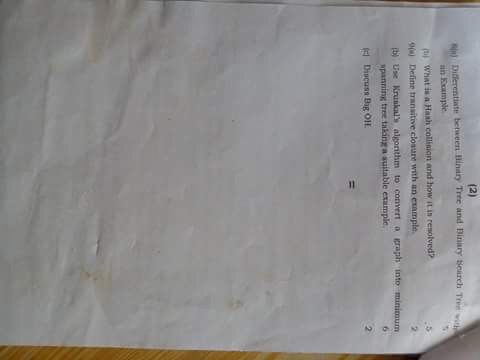 (2)
8(a) Differentiate between Binary Tree and Binary Search Tree with
an Example. 5
(b) What is a Hash collision and how it is resolved? 5
9(a) Define transitive closure with an example. 2
(b) Use Kruskal's algorithm to convert a graph into minimum
spanning tree taking a suitable example. 6
(c) Discuss Big OH. 2